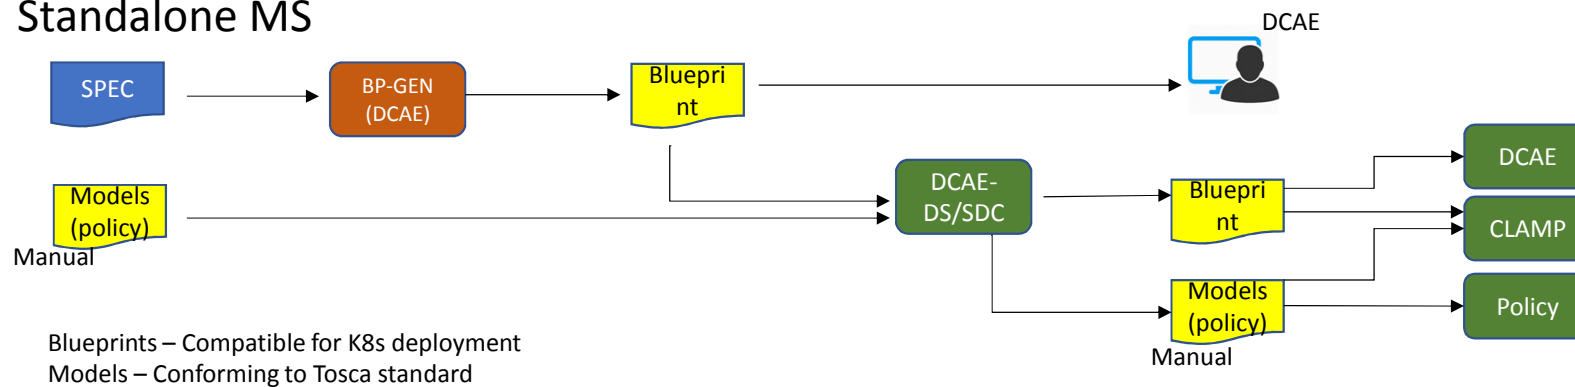 Standalone MS
DCAE
SPEC
BP-GEN
(DCAE)
Bluepri
nt
Models
(policy)
Manual
DCAE-
DS/SDC
Bluepri
nt
DCAE
CLAMP
Models
(policy)
Manual
Policy
Blueprints – Compatible for K8s deployment
Models – Conforming to Tosca standard